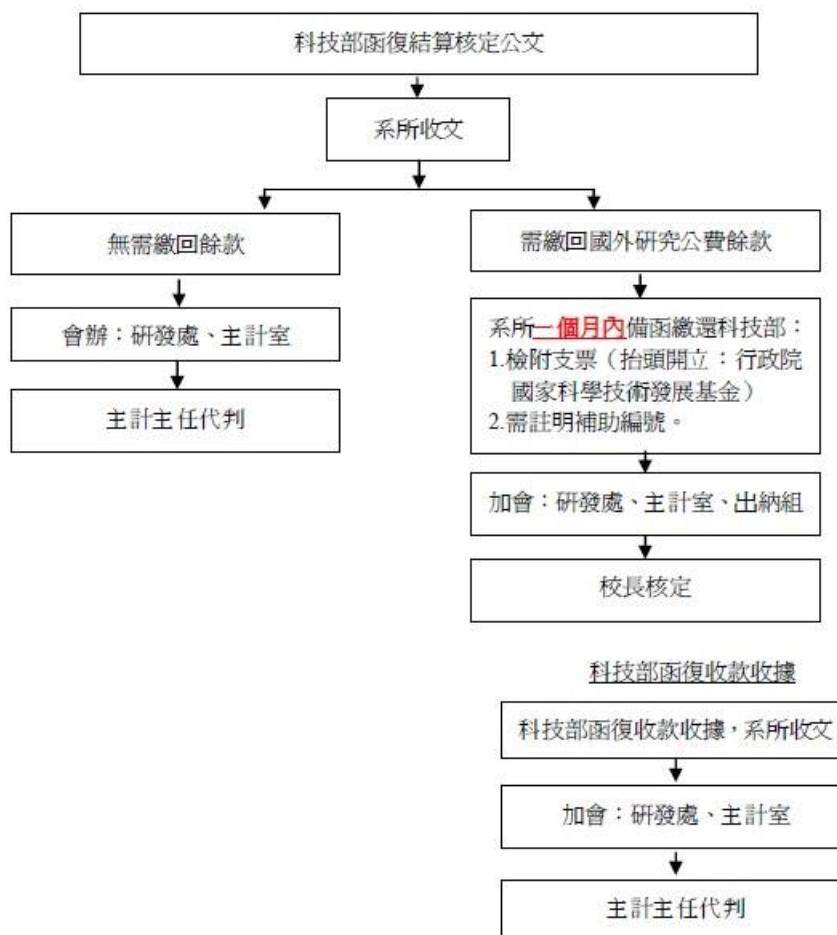 科技部函復結算核定公文
系所收文
無需繳回餘款
需繳回國外研究公費餘款
會辦：研發處、主計室
系所一個月內備函繳還科技部：
1.檢附支票（抬頭開立：行政院
國家科學技術發展基金）
2.需註明補助編號。
主計主任代判
加會：研發處、主計室、出納組
校長核定
科技部函復收款收據
科技部函復收款收據，系所收文
加會：研發處、主計室
主計主任代判